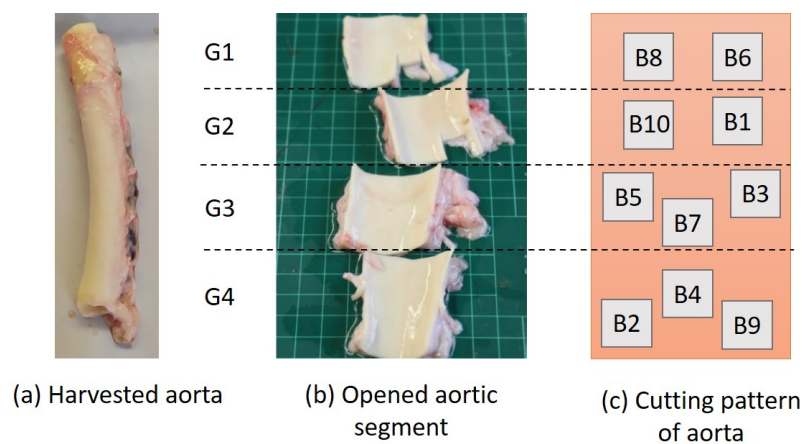 G1
B8 B6
G2
B10 B1
G3
B5 B3
B7
G4
B4
B2 B9
(a) Harvested aorta
(b) Opened aortic
segment
(c) Cutting pattern
of aorta